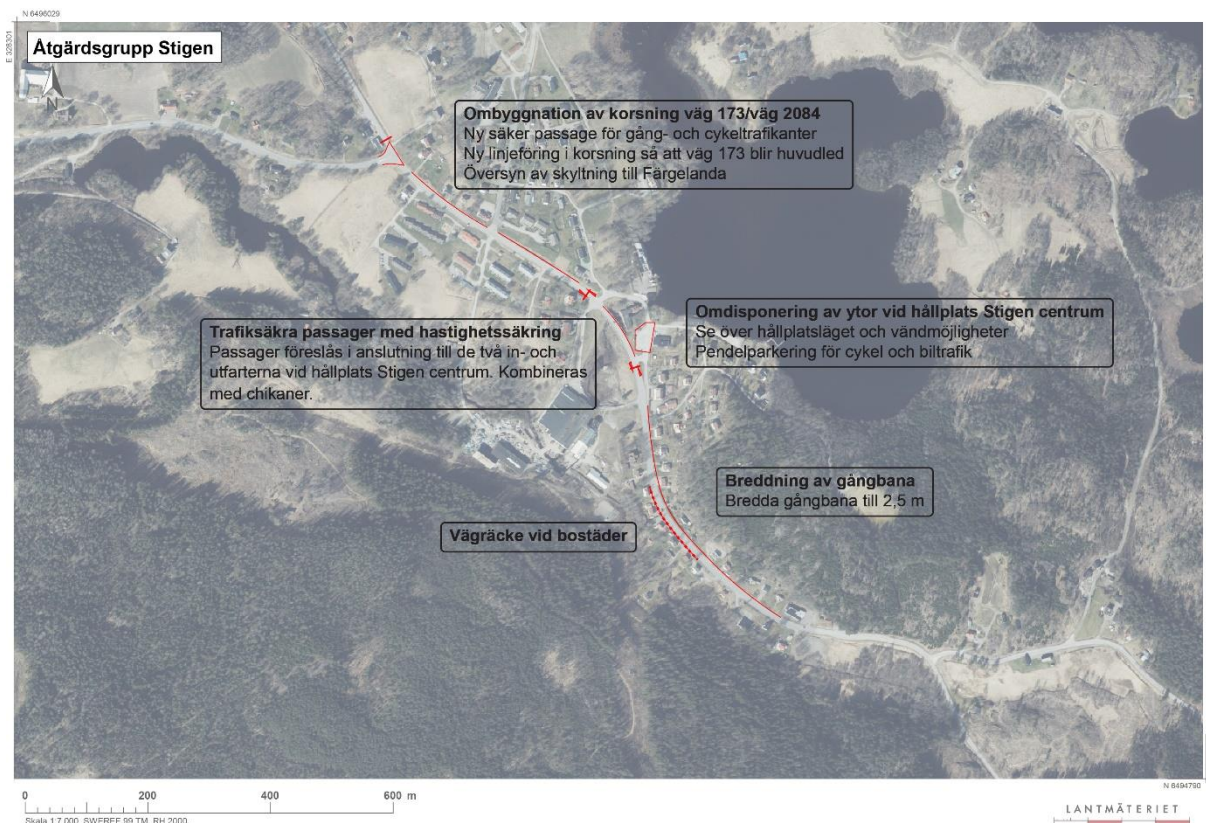 N 6498029
E 328301
Åtgärdsgrupp Stigen
N
Ombyggnation av korsning väg 173/väg 2084
Ny säker passage för gång- och cykeltrafikanter
Ny linjeföring i korsning så att väg 173 blir huvudled
Översyn av skyltning till Färgelanda
Omdisponering av ytor vid hållplats Stigen centrum
Se över hållplatsläget och vändmöjligheter
Pendelparkering för cykel och biltrafik
Trafiksäkra passager med hastighetssäkring
Passager föreslås i anslutning till de två in- och
utfarterna vid hållplats Stigen centrum. Kombineras
med chikaner.
Breddning av gångbana
Bredda gångbana till 2,5 m
Vägräcke vid bostäder
N 6494790
0 200 400 600 m
Skala 1:7 000, SWEREF 99 TM, RH 2000.
LANTMÄTERIET